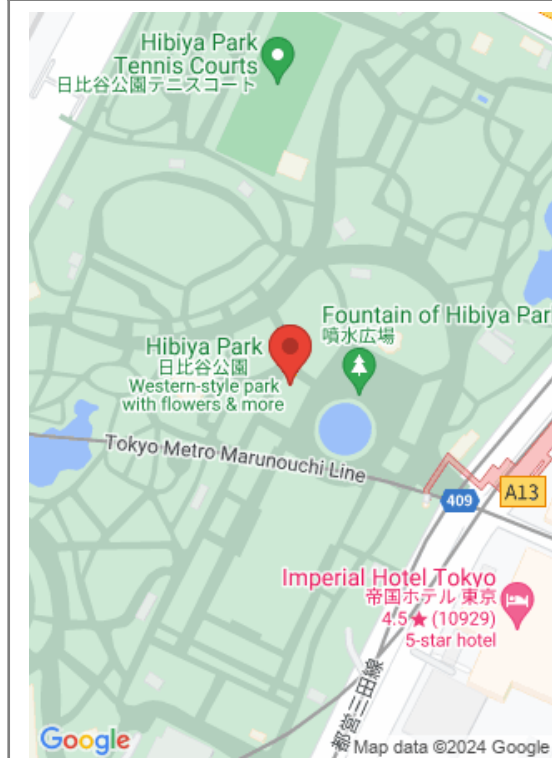 Hibiya Park
Tennis Courts
日比谷公園テニスコート
Fountain of Hibiya Par
噴水広場
Hibiya Park
日比谷公園
Western-style park
with flowers & more
Tokyo Metro Marunouchi Line
409
A13
Imperial Hotel Tokyo
帝国ホテル 東京
4.5★ (10929)
5-star hotel
都営三田線
Google
Map data ©2024 Google